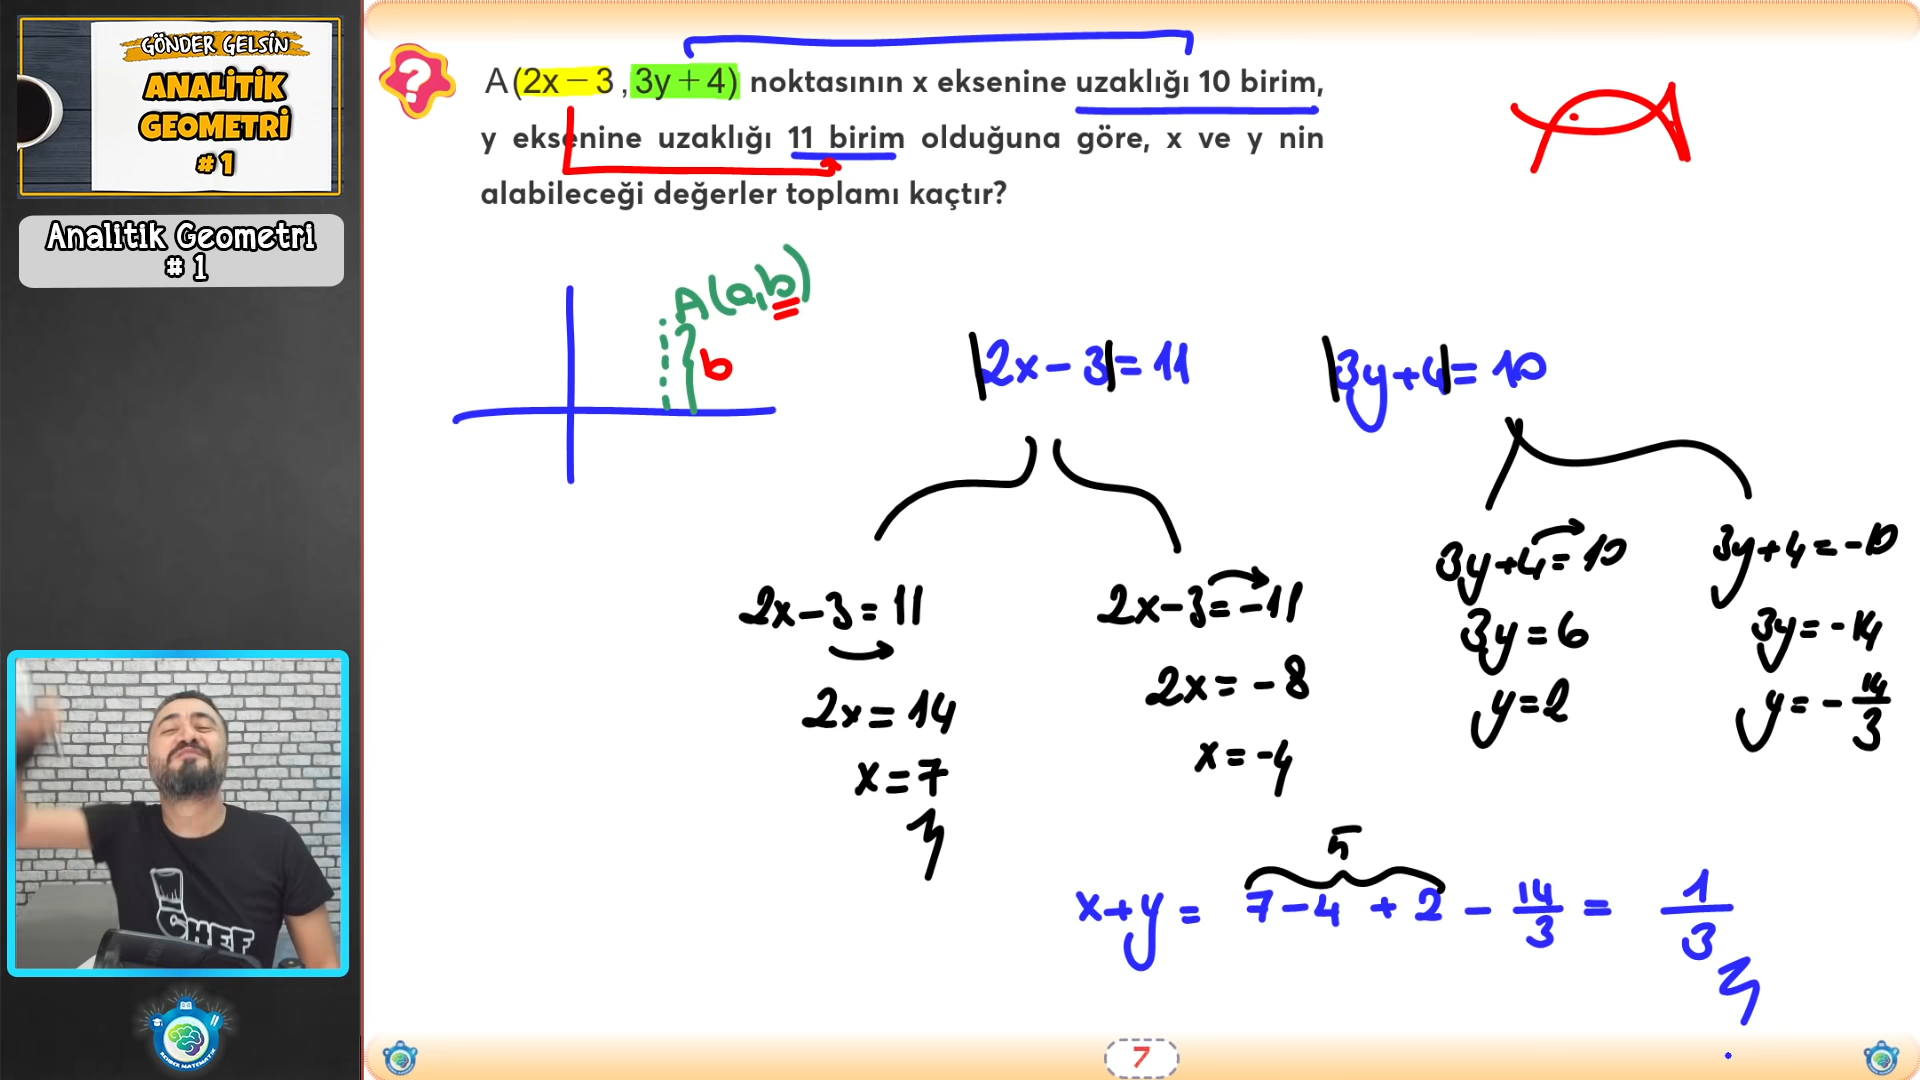 GÖNDER GELSİN
ANALİTİK
GEOMETRİ
#1
Analitik Geometri
#1
A(2x−3,3y+4) noktasının x eksenine uzaklığı 10 birim,
y eksenine uzaklığı 11 birim olduğuna göre, x ve y nin
alabileceği değerler toplamı kaçtır?
A(a,b)
b
|2x-3|=11
|3y+4|=10
2x-3=11
2x=14
x=7
2x-3=-11
2x=-8
x=-4
3y+4=10
3y=6
y=2
3y+4=-10
3y=-14
y=-14/3
5
x+y= 7-4+2-14/3=1/3
CHEF
REHBER MATEMATİK
7